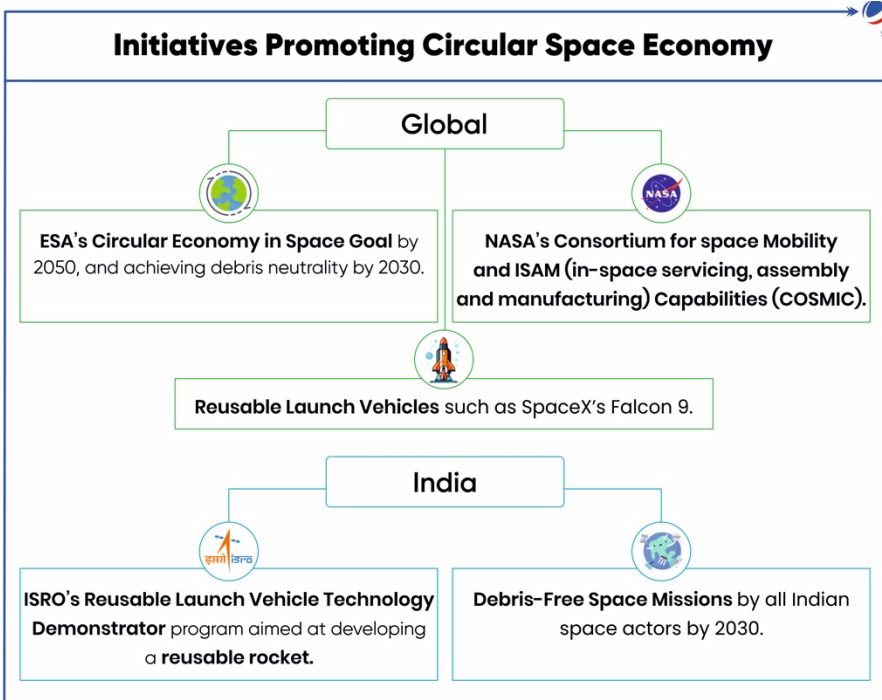 Initiatives Promoting Circular Space Economy
Global
NASA
ESA's Circular Economy in Space Goal by
2050, and achieving debris neutrality by 2030.
NASA's Consortium for space Mobility
and ISAM (in-space servicing, assembly
and manufacturing) Capabilities (COSMIC).
Reusable Launch Vehicles such as SpaceX's Falcon 9.
India
इसरो isro
ISRO's Reusable Launch Vehicle Technology
Demonstrator program aimed at developing
a reusable rocket.
Debris-Free Space Missions by all Indian
space actors by 2030.